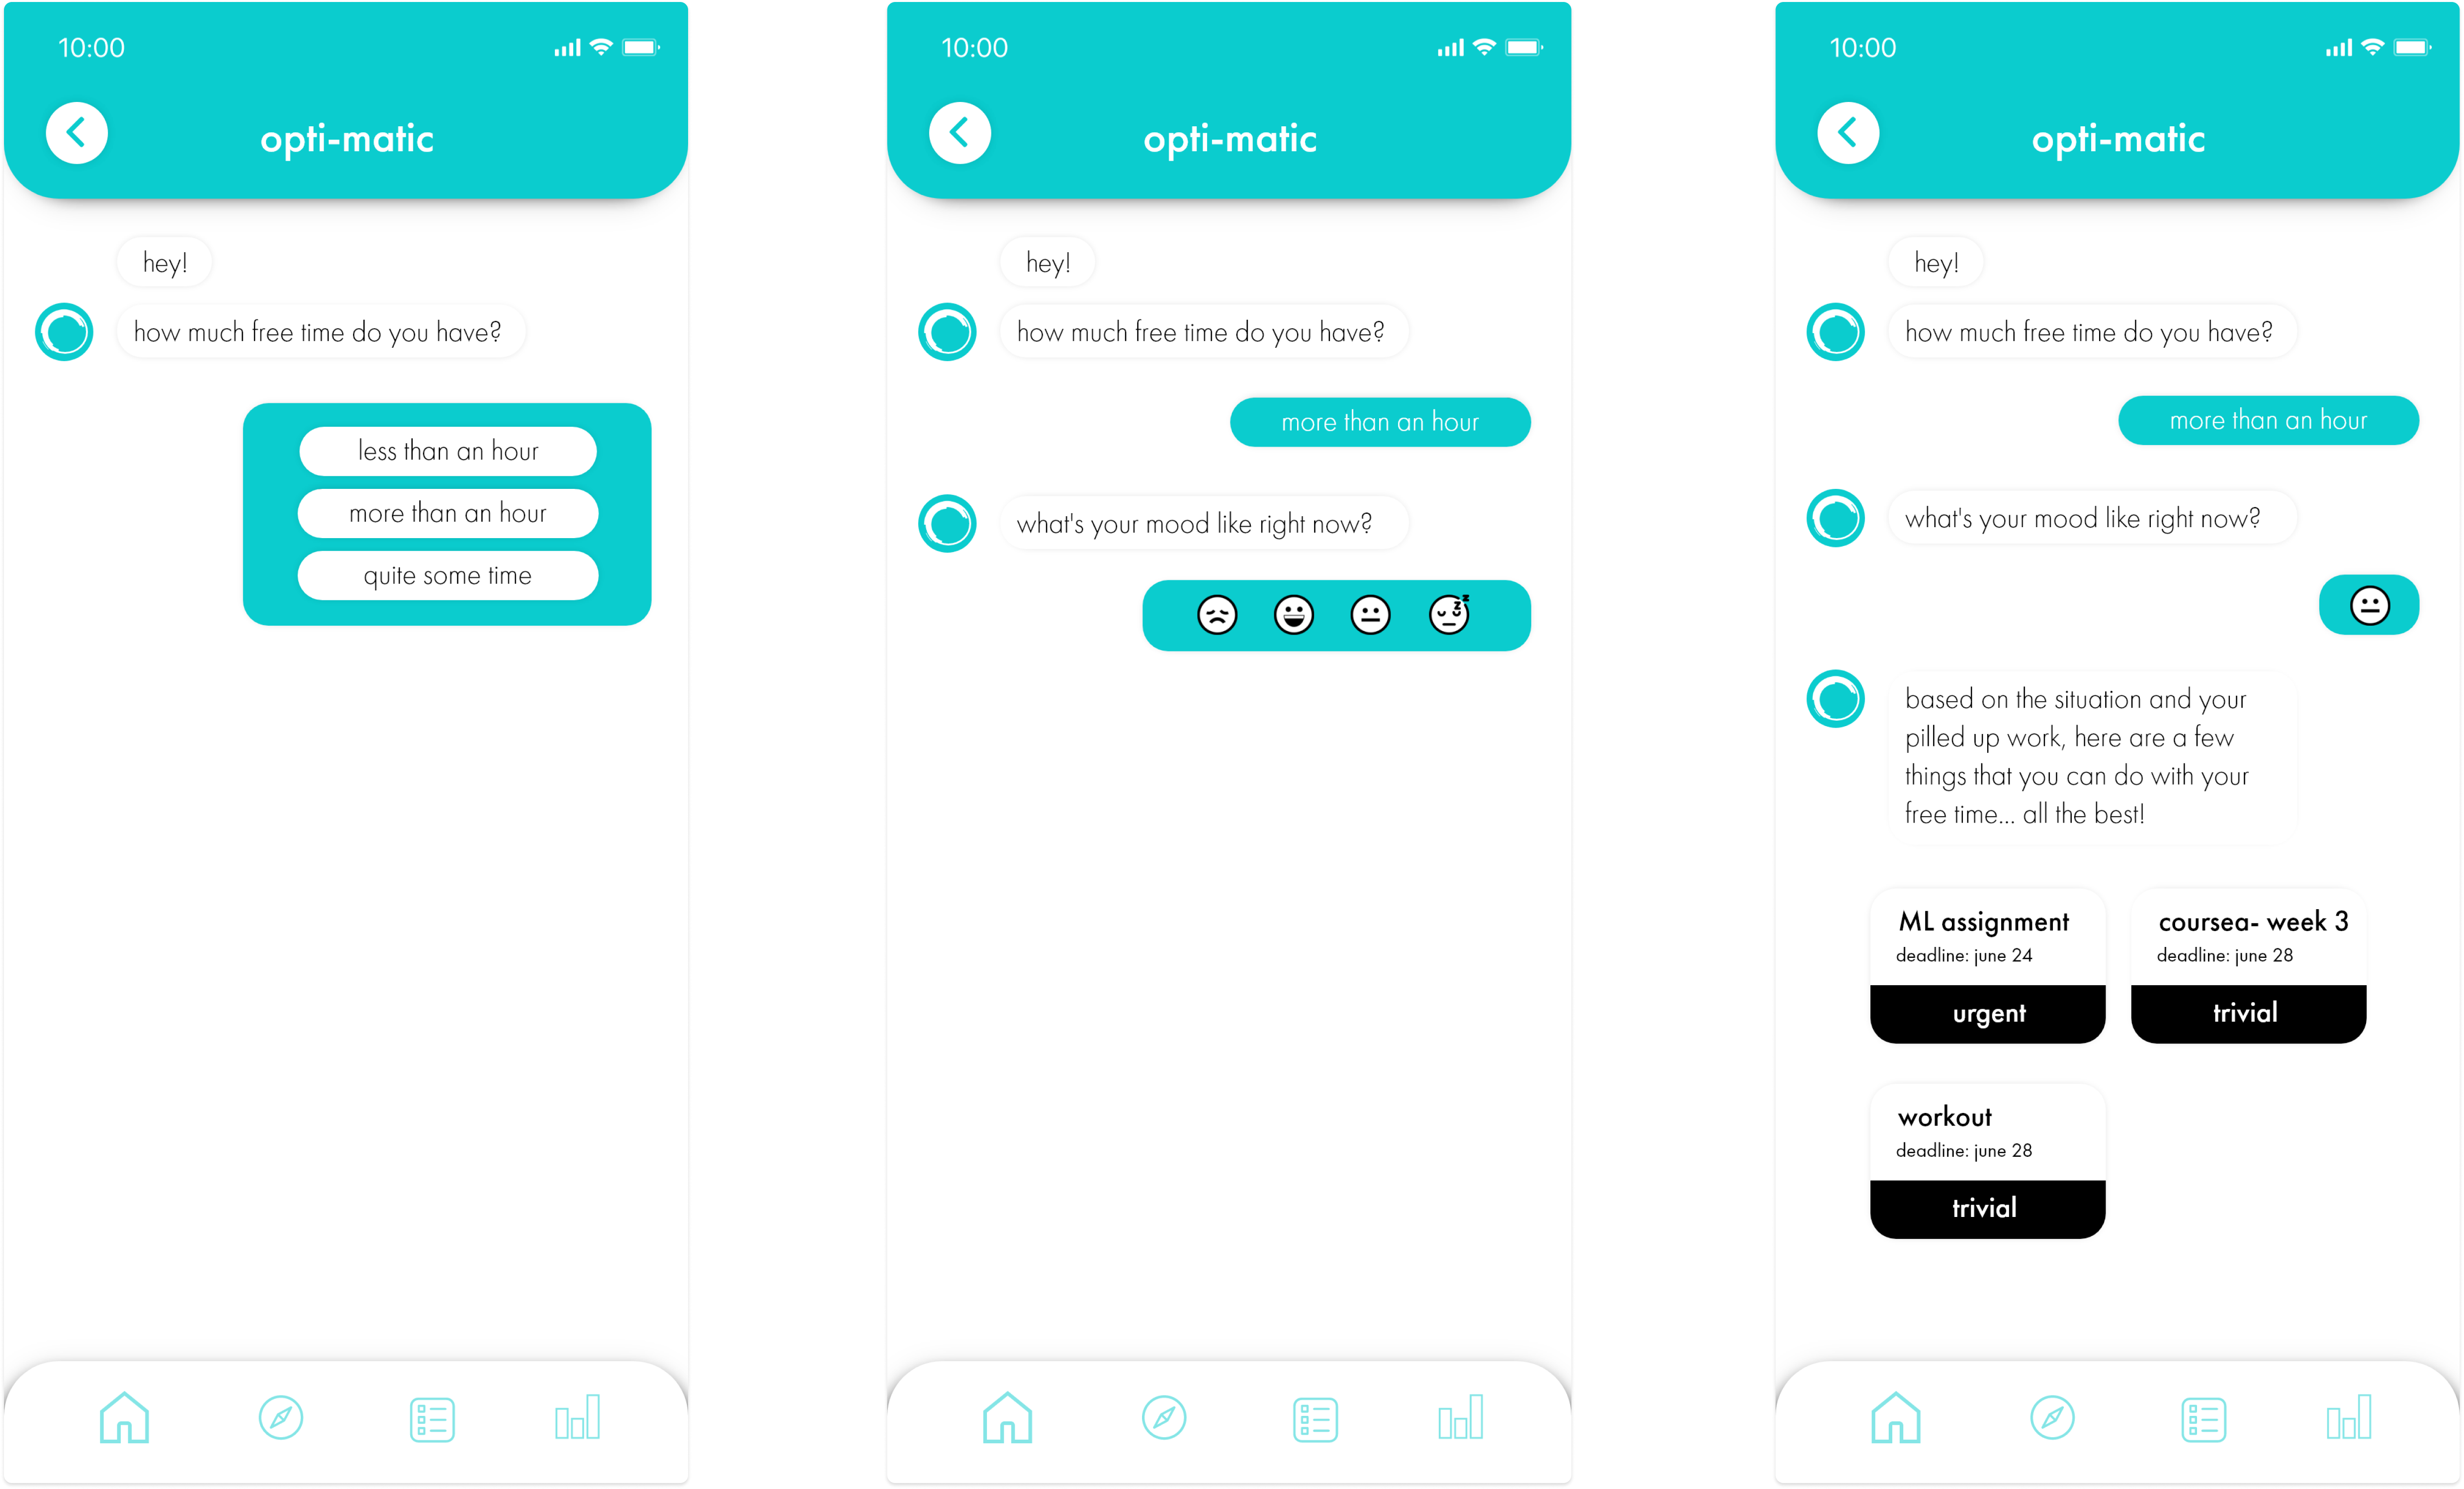 10:00
opti-matic
hey!
how much free time do you have?
less than an hour
more than an hour
quite some time
10:00
opti-matic
hey!
how much free time do you have?
more than an hour
what's your mood like right now?
10:00
opti-matic
hey!
how much free time do you have?
more than an hour
what's your mood like right now?
based on the situation and your
pilled up work, here are a few
things that you can do with your
free time... all the best!
ML assignment
deadline: june 24
urgent
coursea- week 3
deadline: june 28
trivial
workout
deadline: june 28
trivial